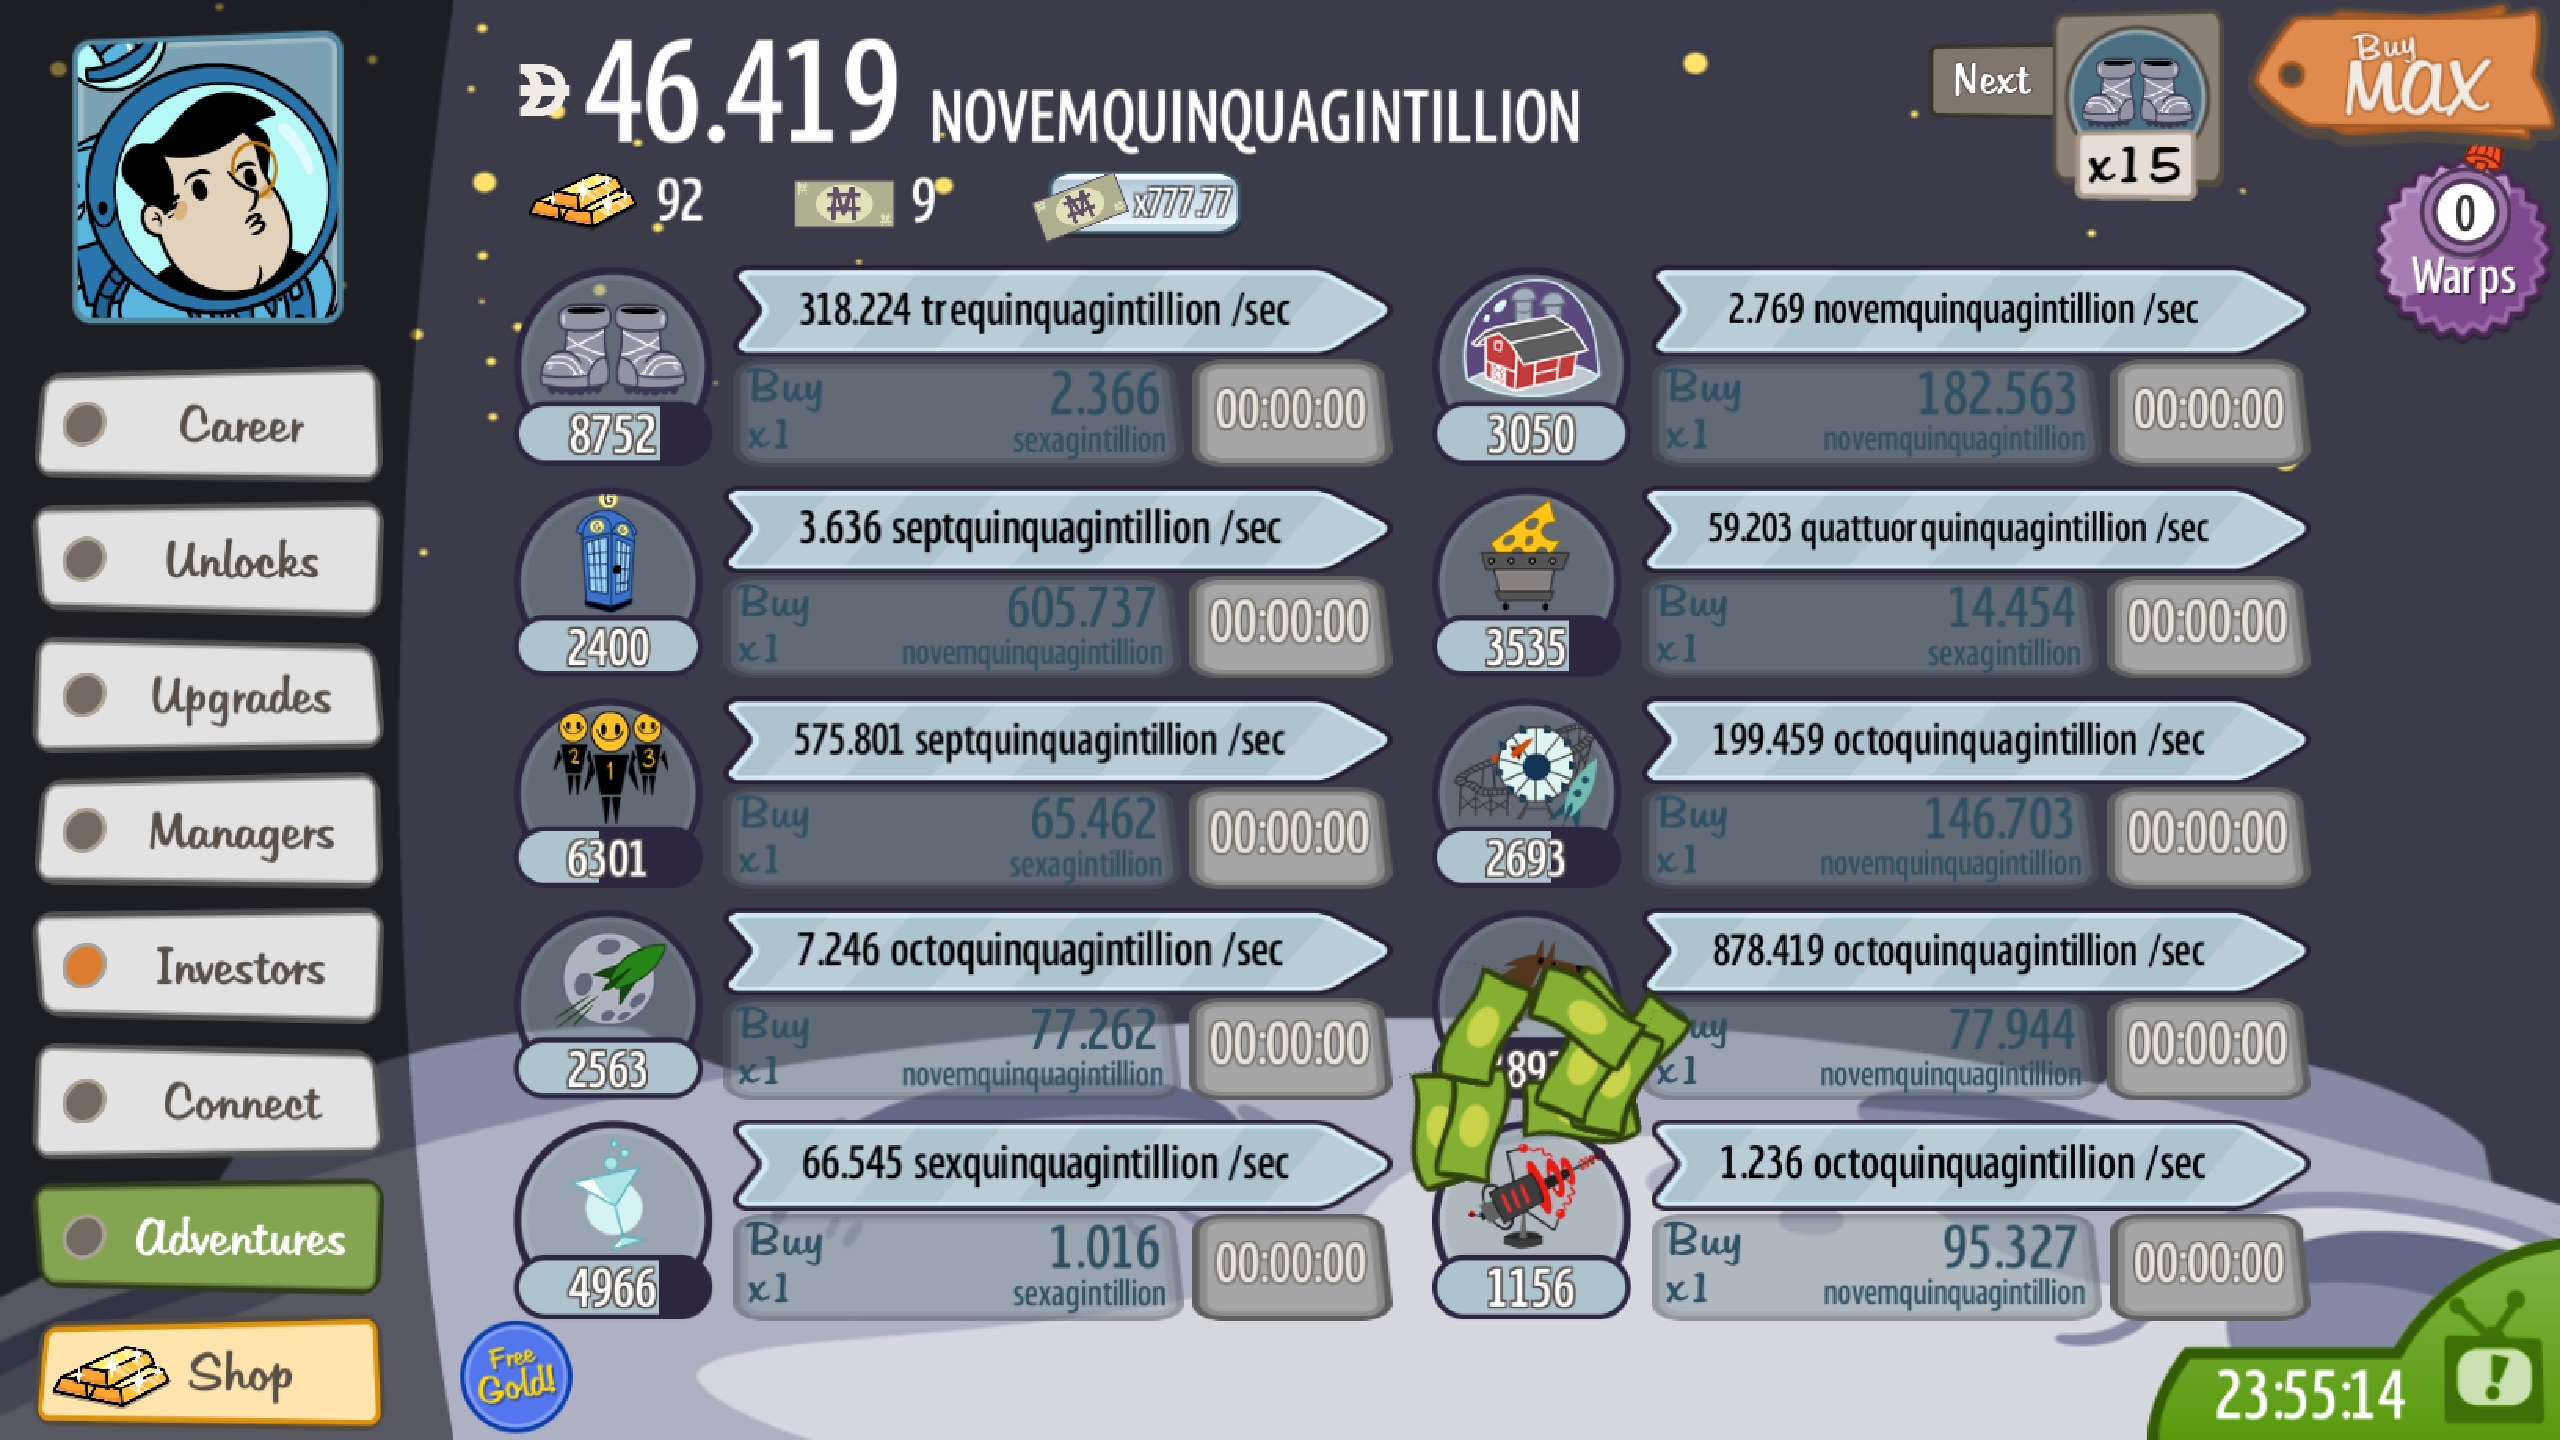 46.419 NOVEMQUINQUAGINTILLION
Next
x15
Buy
MAX
92
9
x777.77
0
Warps
Career
Unlocks
Upgrades
Managers
Investors
Connect
Adventures
Shop
318.224 trequinquagintillion /sec
8752
Buy
x1
2.366
sexagintillion
00:00:00
2.769 novemquinquagintillion /sec
3050
Buy
x1
182.563
novemquinquagintillion
00:00:00
G
3.636 septquinquagintillion /sec
2400
Buy
x1
605.737
novemquinquagintillion
00:00:00
59.203 quattuorquinquagintillion /sec
3535
Buy
x1
14.454
sexagintillion
00:00:00
2 1 3
575.801 septquinquagintillion /sec
6301
Buy
x1
65.462
sexagintillion
00:00:00
199.459 octoquinquagintillion /sec
2693
Buy
x1
146.703
novemquinquagintillion
00:00:00
7.246 octoquinquagintillion /sec
2563
Buy
x1
77.262
novemquinquagintillion
00:00:00
878.419 octoquinquagintillion /sec
x1
77.944
novemquinquagintillion
00:00:00
66.545 sexquinquagintillion /sec
4966
Buy
x1
1.016
sexagintillion
00:00:00
1.236 octoquinquagintillion /sec
1156
Buy
x1
95.327
novemquinquagintillion
00:00:00
Free
Gold!
23:55:14
!